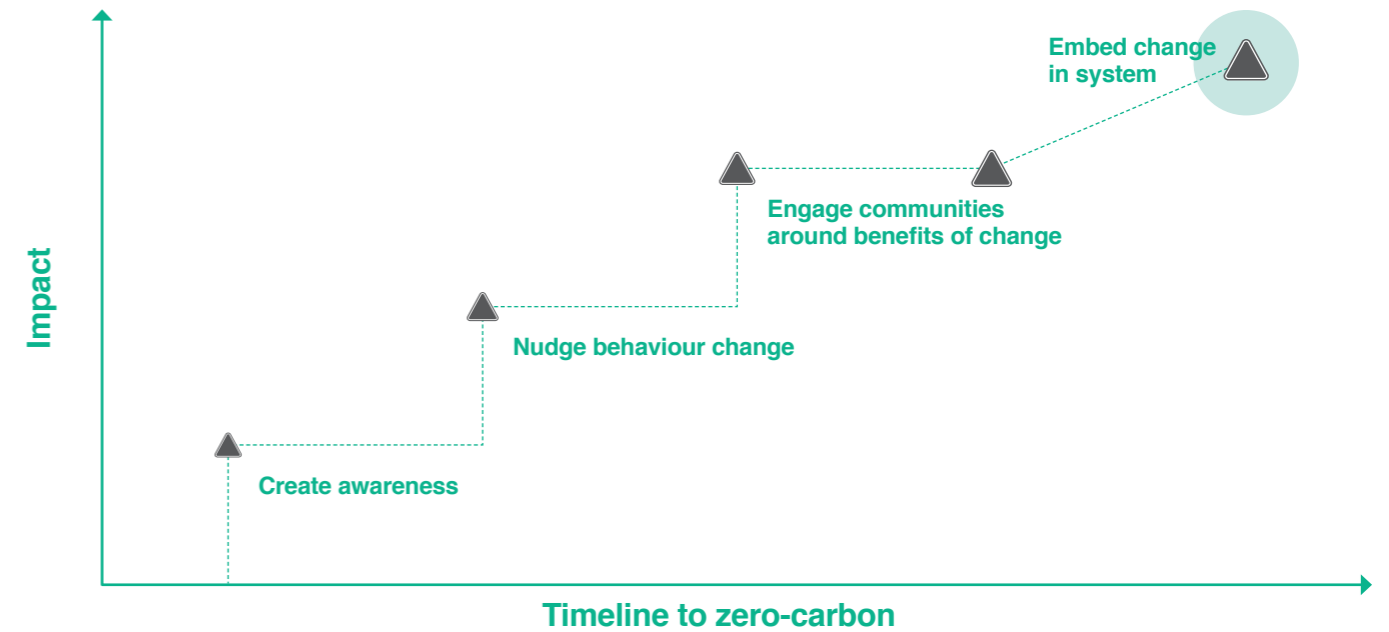 Embed change
in system
Engage communities
around benefits of change
Impact
Nudge behaviour change
Create awareness
Timeline to zero-carbon